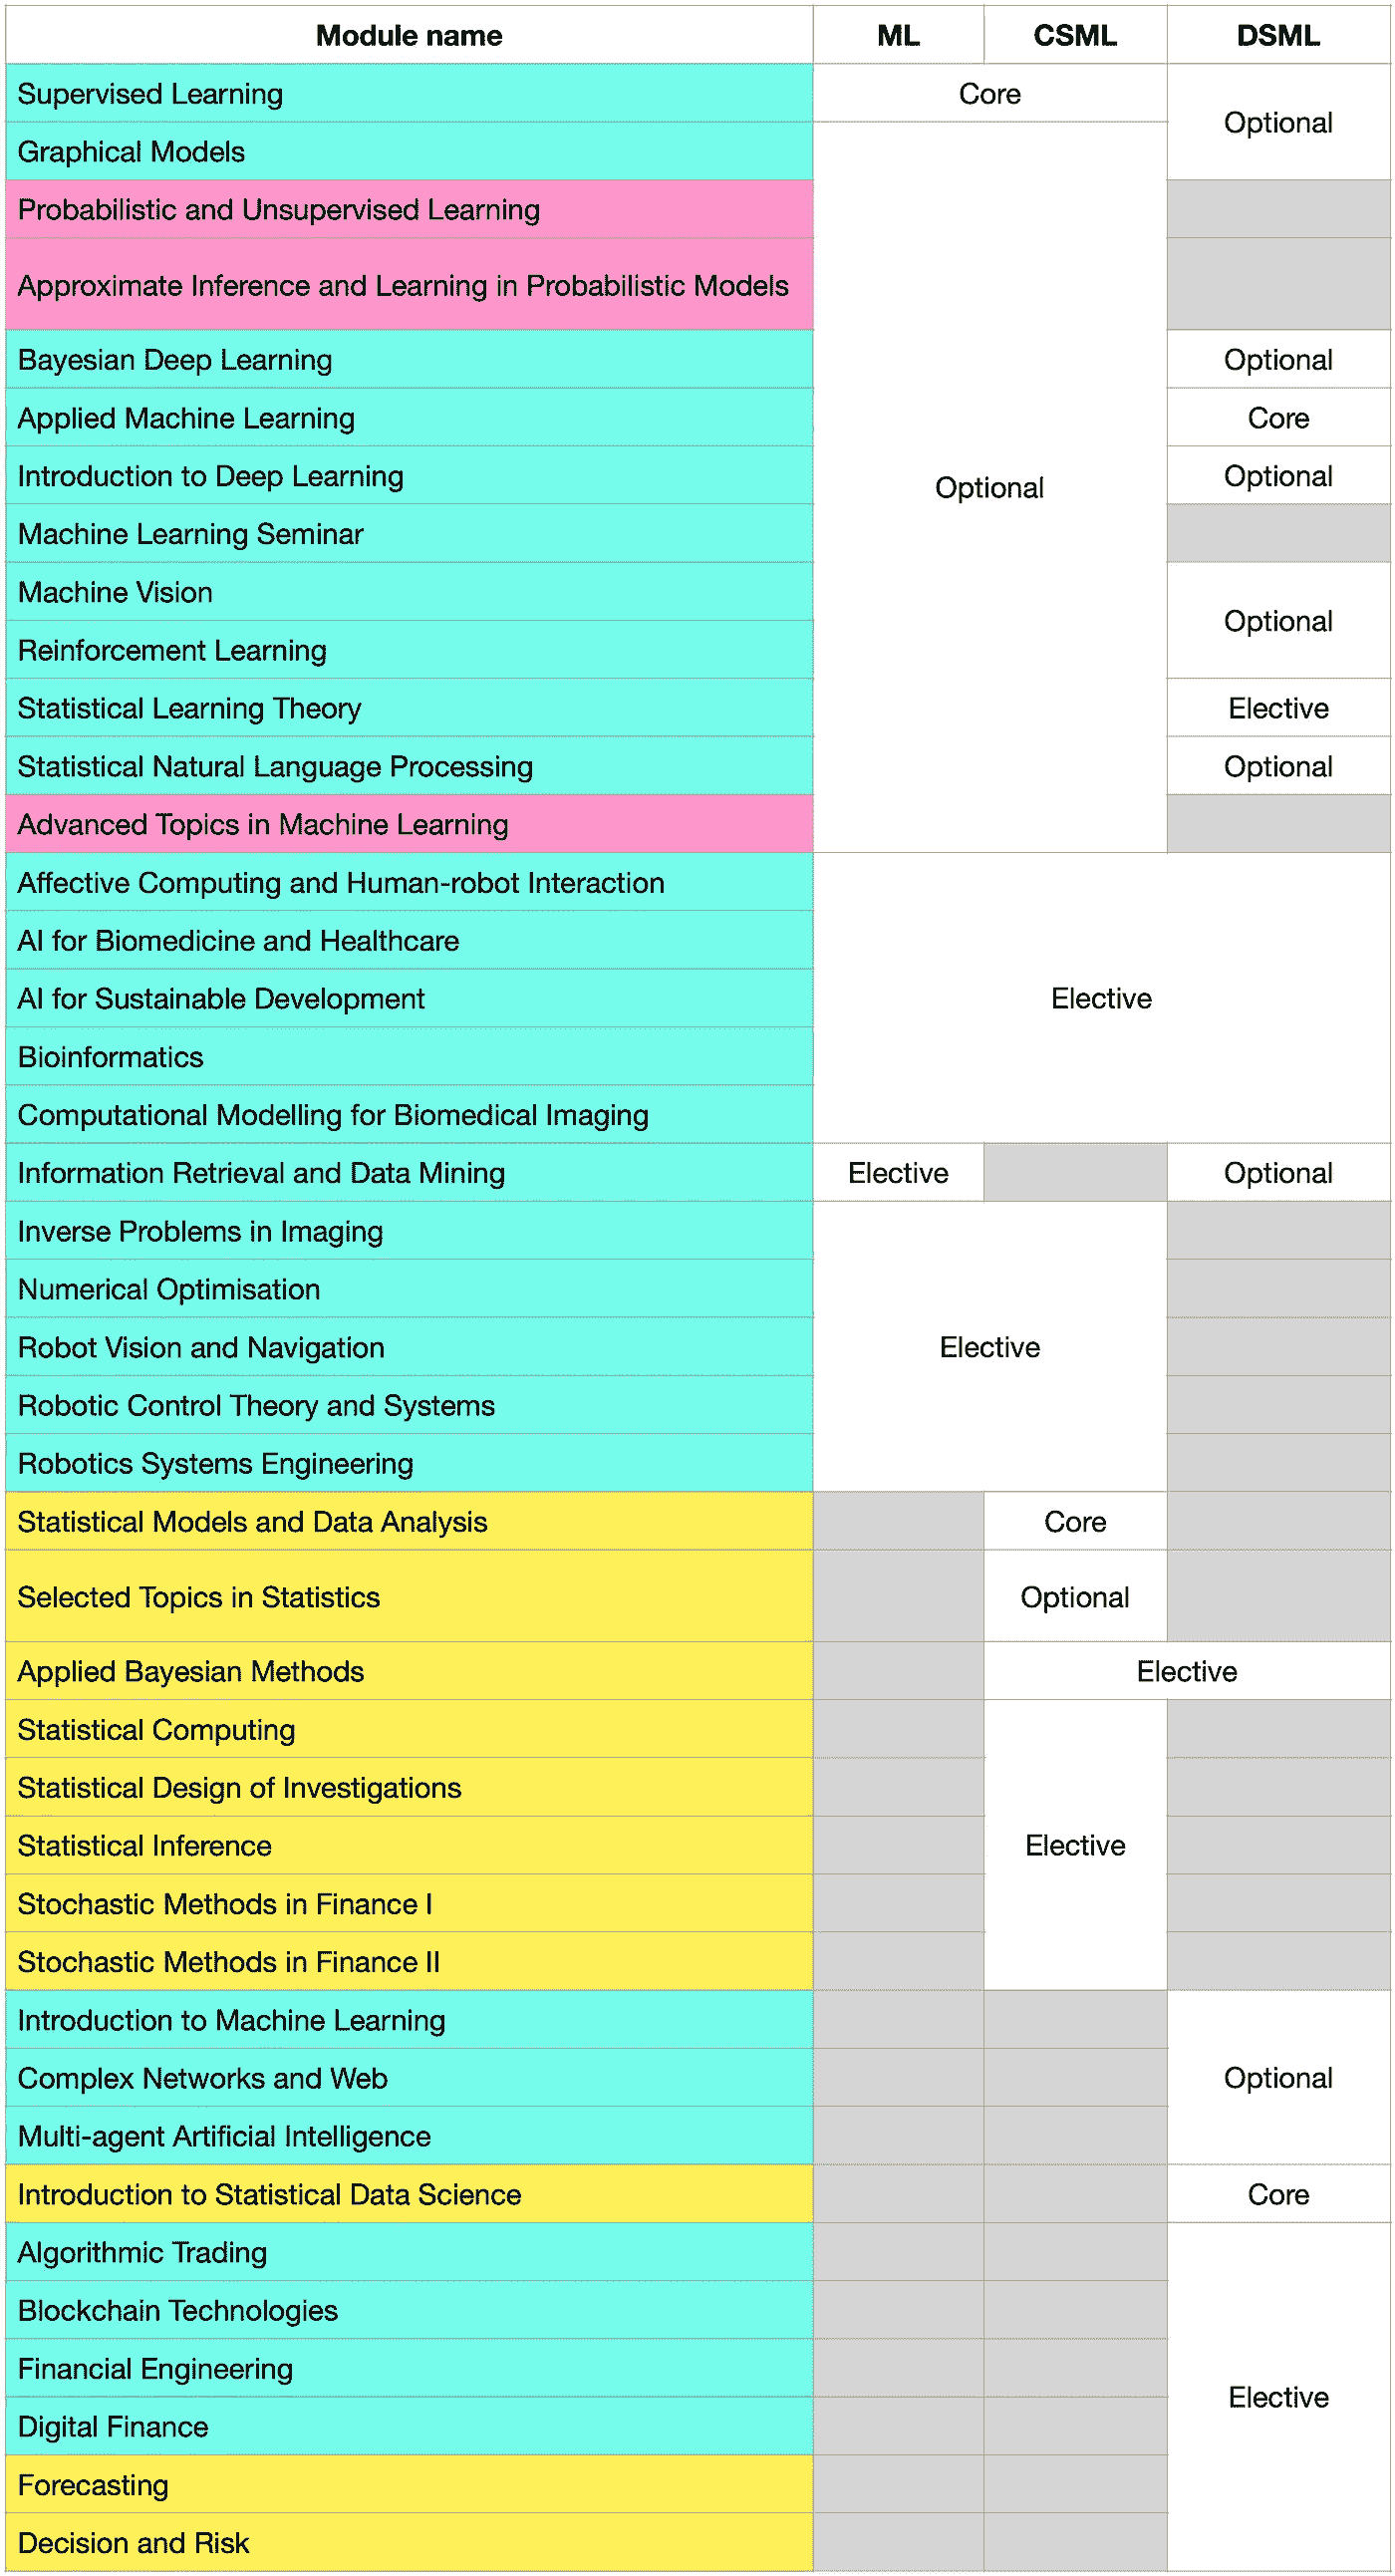 Module name ML CSML DSML
Supervised Learning Core
Optional
Graphical Models
Probabilistic and Unsupervised Learning
Approximate Inference and Learning in Probabilistic Models
Bayesian Deep Learning Optional
Applied Machine Learning Core
Introduction to Deep Learning Optional
Optional
Machine Learning Seminar
Machine Vision
Optional
Reinforcement Learning
Statistical Learning Theory Elective
Statistical Natural Language Processing Optional
Advanced Topics in Machine Learning
Affective Computing and Human-robot Interaction
AI for Biomedicine and Healthcare
AI for Sustainable Development Elective
Bioinformatics
Computational Modelling for Biomedical Imaging
Information Retrieval and Data Mining Elective Optional
Inverse Problems in Imaging
Numerical Optimisation
Robot Vision and Navigation Elective
Robotic Control Theory and Systems
Robotics Systems Engineering
Statistical Models and Data Analysis Core
Selected Topics in Statistics Optional
Applied Bayesian Methods Elective
Statistical Computing
Statistical Design of Investigations
Statistical Inference Elective
Stochastic Methods in Finance I
Stochastic Methods in Finance II
Introduction to Machine Learning
Complex Networks and Web Optional
Multi-agent Artificial Intelligence
Introduction to Statistical Data Science Core
Algorithmic Trading
Blockchain Technologies
Financial Engineering
Elective
Digital Finance
Forecasting
Decision and Risk